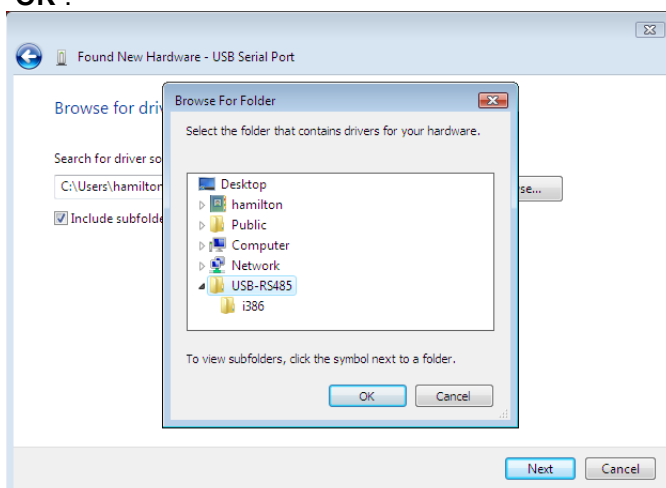 "OK".
Found New Hardware - USB Serial Port
Browse for driv
Browse For Folder
Select the folder that contains drivers for your hardware.
Search for driver so
C:\Users\hamilton
se...
Include subfolde
Desktop
hamilton
Public
Computer
Network
USB-RS485
i386
To view subfolders, click the symbol next to a folder.
OK
Cancel
Next
Cancel